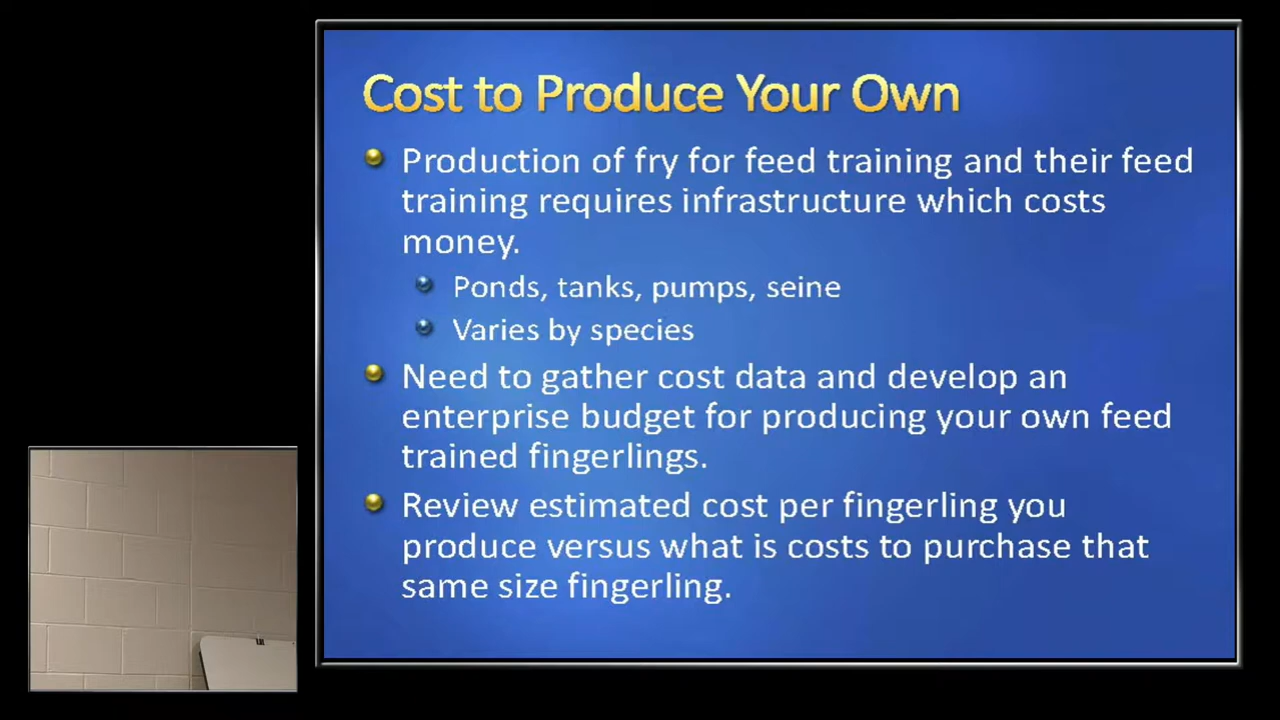 Cost to Produce Your Own
Production of fry for feed training and their feed
training requires infrastructure which costs
money.
Ponds, tanks, pumps, seine
Varies by species
Need to gather cost data and develop an
enterprise budget for producing your own feed
trained fingerlings.
Review estimated cost per fingerling you
produce versus what is costs to purchase that
same size fingerling.